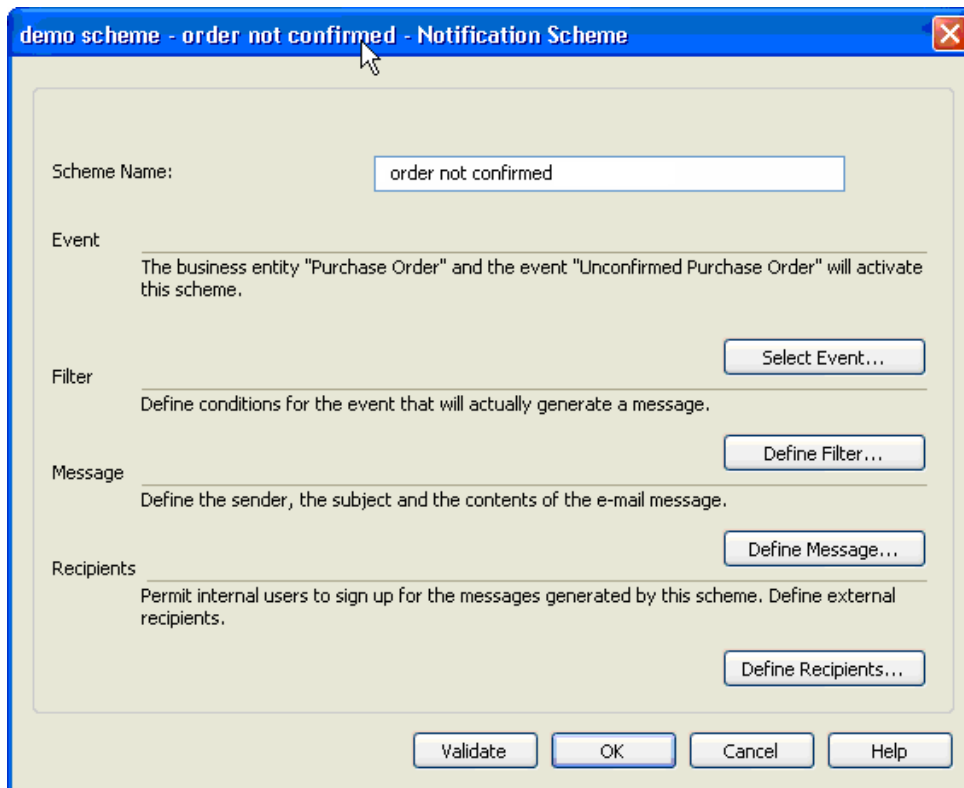 demo scheme - order not confirmed - Notification Scheme
Scheme Name:
order not confirmed
Event
The business entity "Purchase Order" and the event "Unconfirmed Purchase Order" will activate
this scheme.
Select Event...
Filter
Define conditions for the event that will actually generate a message.
Define Filter...
Message
Define the sender, the subject and the contents of the e-mail message.
Define Message...
Recipients
Permit internal users to sign up for the messages generated by this scheme. Define external
recipients.
Define Recipients...
Validate
OK
Cancel
Help